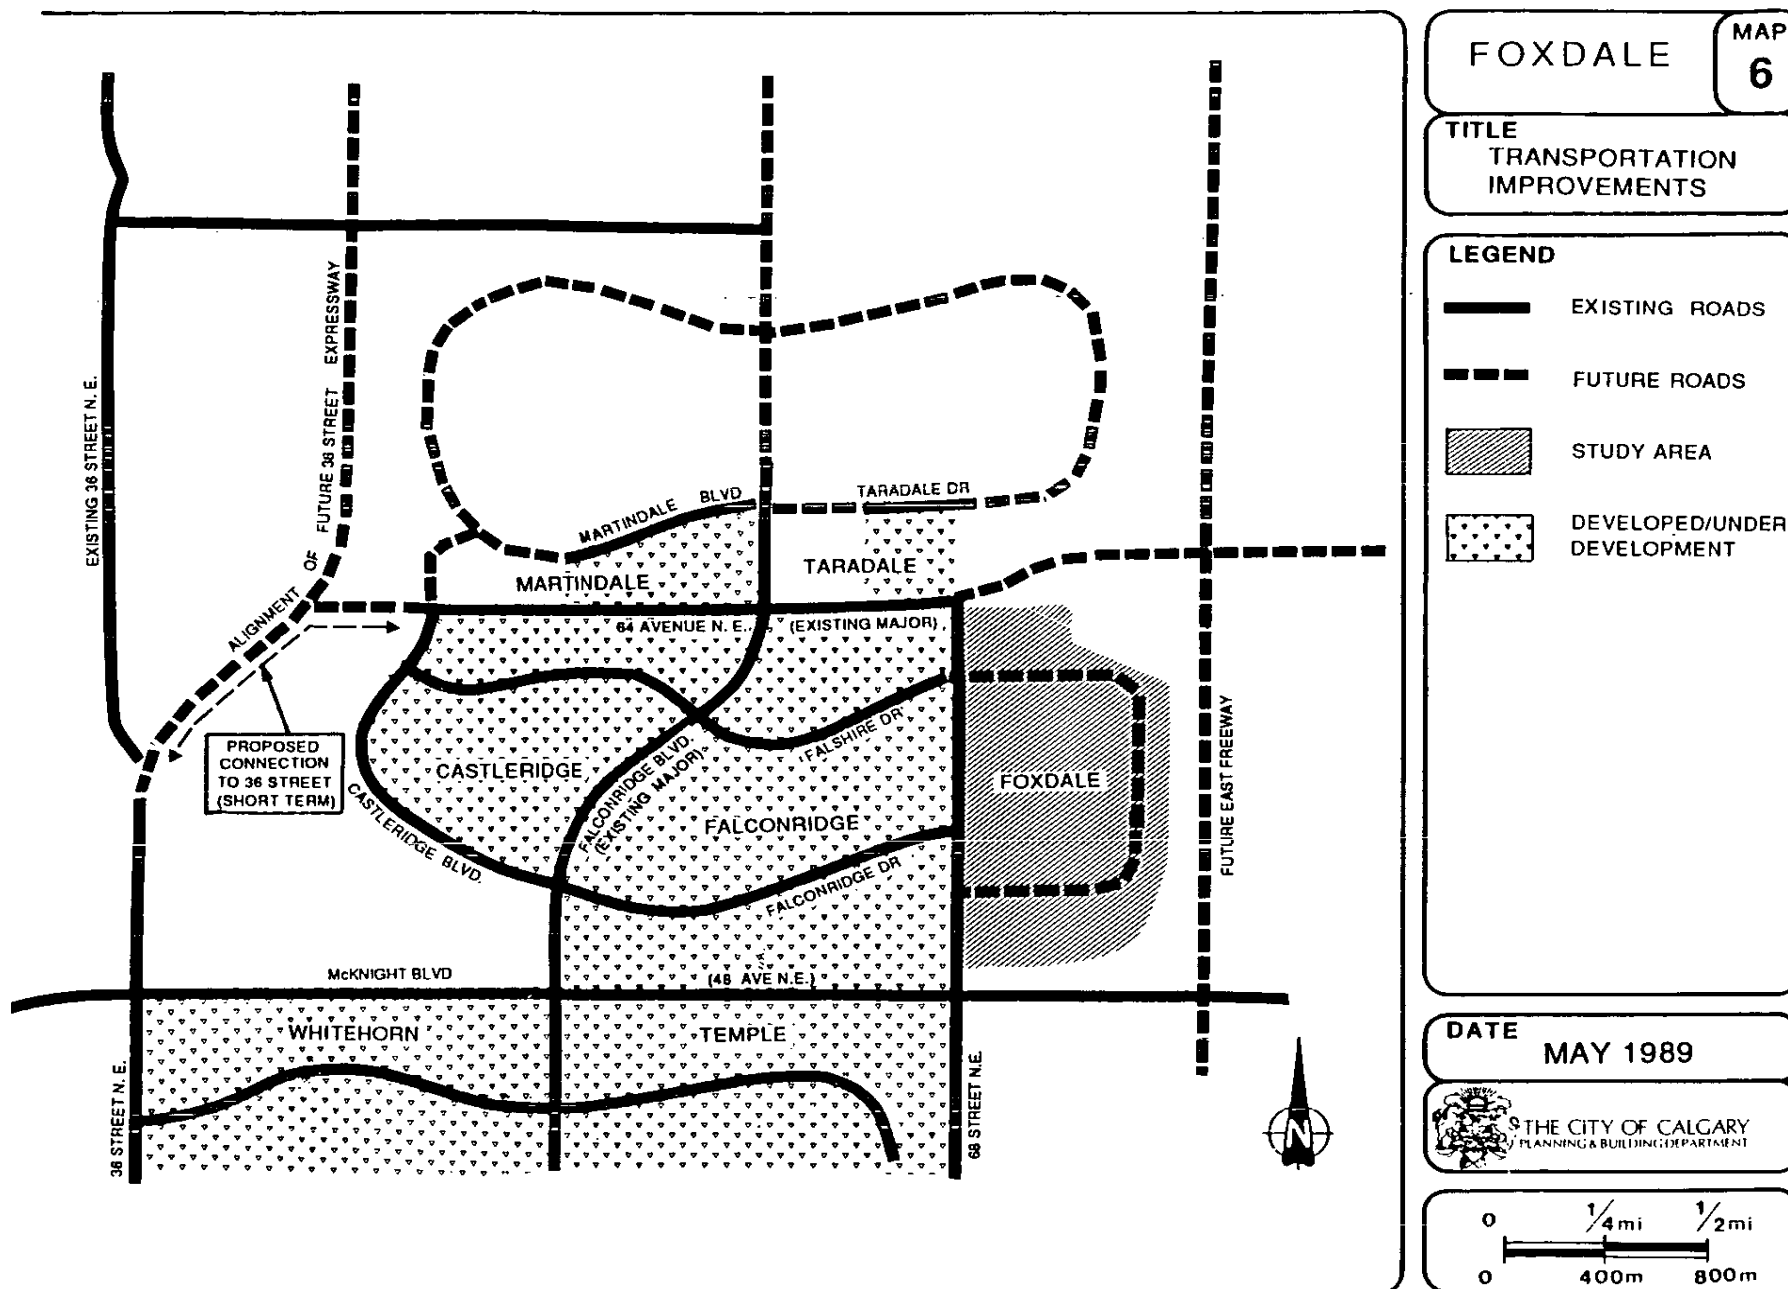 FOXDALE
MAP
6
TITLE
TRANSPORTATION
IMPROVEMENTS
LEGEND
EXISTING ROADS
FUTURE ROADS
STUDY AREA
DEVELOPED/UNDER
DEVELOPMENT
DATE
MAY 1989
THE CITY OF CALGARY
PLANNING & BUILDING DEPARTMENT
0 1/4mi 1/2mi
0 400m 800m
EXISTING 36 STREET N. E.
ALIGNMENT OF FUTURE 36 STREET EXPRESSWAY
MARTINDALE BLVD
TARADALE DR
MARTINDALE
TARADALE
64 AVENUE N. E.
(EXISTING MAJOR)
PROPOSED
CONNECTION
TO 36 STREET
(SHORT TERM)
CASTLERIDGE
CASTLERIDGE BLVD.
FALCONRIDGE BLVD.
(EXISTING MAJOR)
FALSHIRE DR
FALCONRIDGE
FALCONRIDGE DR
FOXDALE
FUTURE EAST FREEWAY
McKNIGHT BLVD
(48 AVE N.E.)
WHITEHORN
TEMPLE
36 STREET N. E.
68 STREET N.E.
N